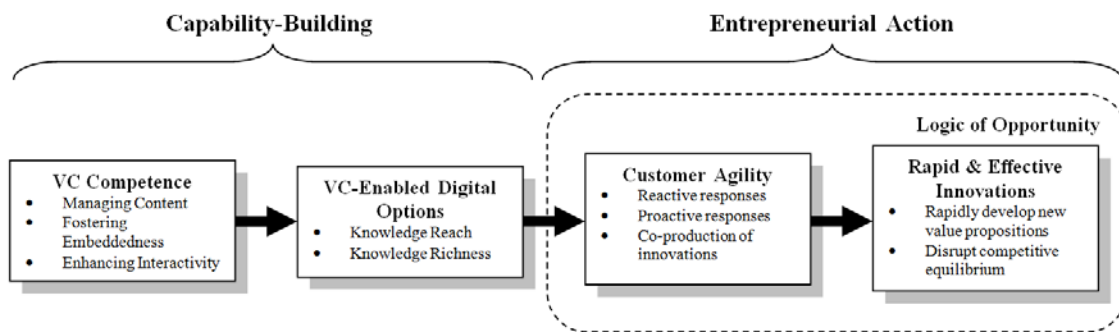 Capability-Building
Entrepreneurial Action
Logic of Opportunity
VC Competence
• Managing Content
• Fostering
Embeddedness
• Enhancing Interactivity
VC-Enabled Digital
Options
• Knowledge Reach
• Knowledge Richness
Customer Agility
• Reactive responses
• Proactive responses
• Co-production of
innovations
Rapid & Effective
Innovations
• Rapidly develop new
value propositions
• Disrupt competitive
equilibrium